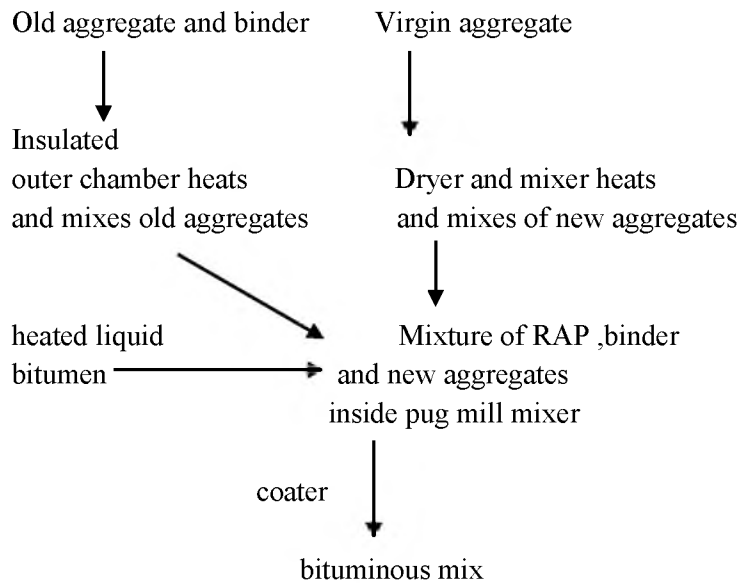 Old aggregate and binder
Virgin aggregate
Insulated
outer chamber heats
and mixes old aggregates
Dryer and mixer heats
and mixes of new aggregates
heated liquid
bitumen
Mixture of RAP ,binder
and new aggregates
inside pug mill mixer
coater
bituminous mix